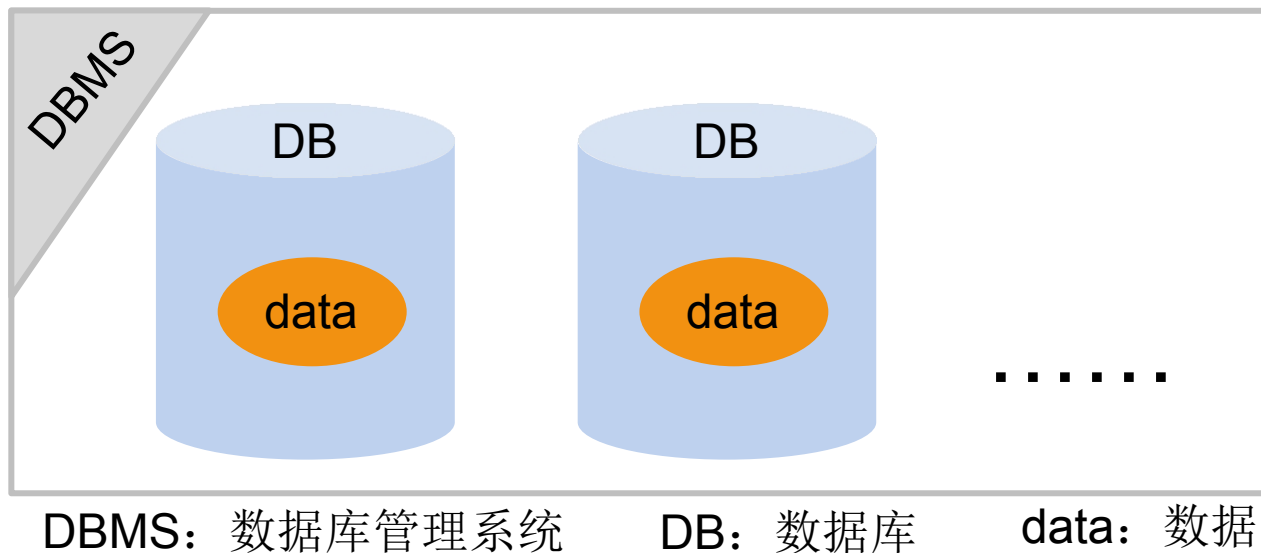 DBMS
DB
DB
data
data
......
DBMS：数据库管理系统
DB：数据库
data：数据